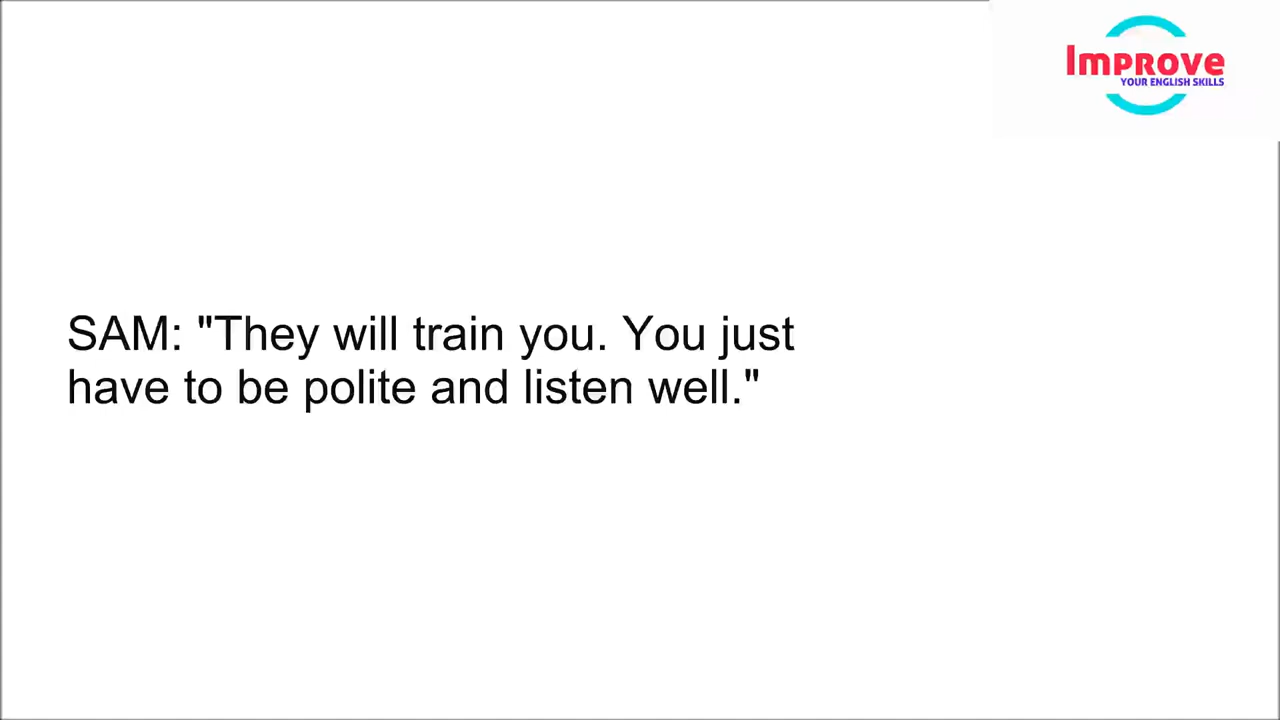 Improve
YOUR ENGLISH SKILLS
SAM: "They will train you. You just
have to be polite and listen well."